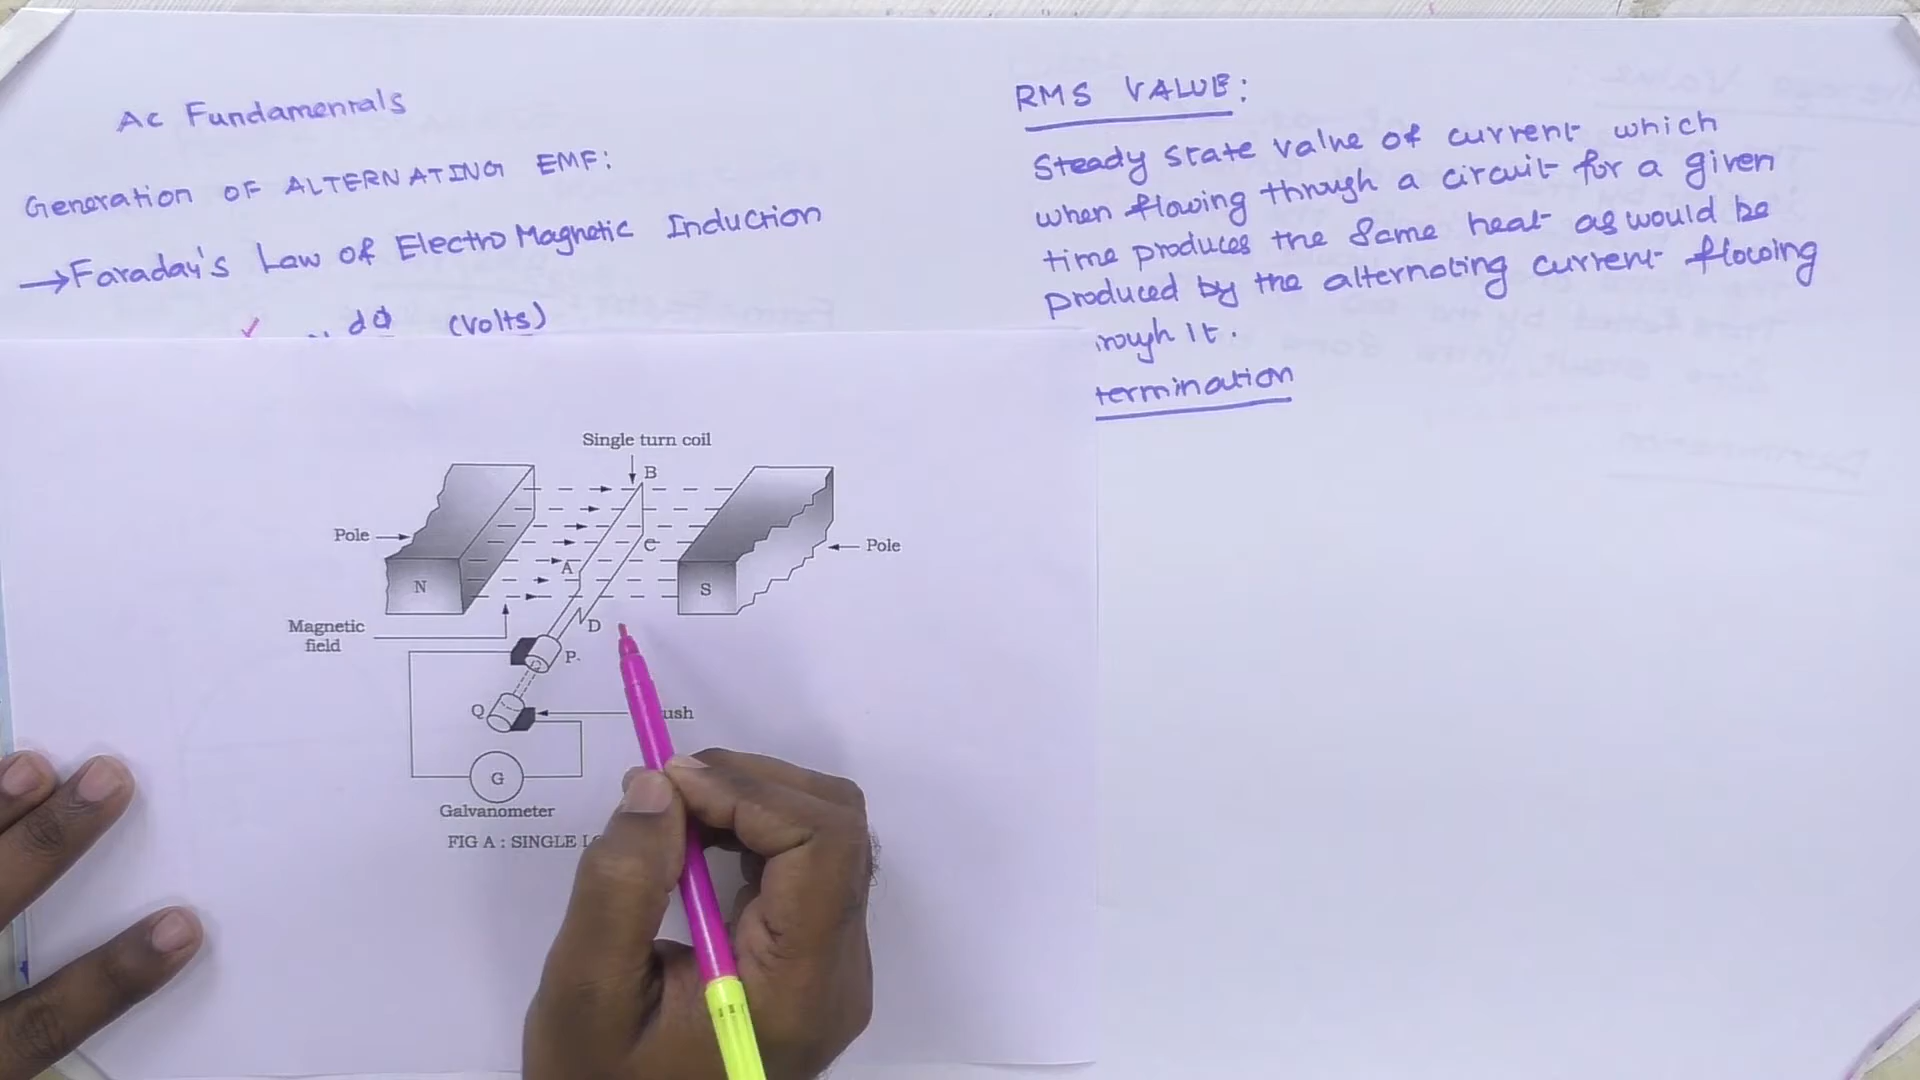 Ac Fundamentals
Generation OF ALTERNATING EMF:
→Faraday's Law of Electro Magnetic Induction
✓ dΦ (Volts)
Single turn coil
B
Pole
C
Pole
A
N
S
Magnetic
field
D
P
Q
ush
G
Galvanometer
FIG A : SINGLE
RMS VALUE:
Steady state value of current which
when flowing through a circuit for a given
time produces the same heat as would be
produced by the alternating current flowing
rough it.
termination